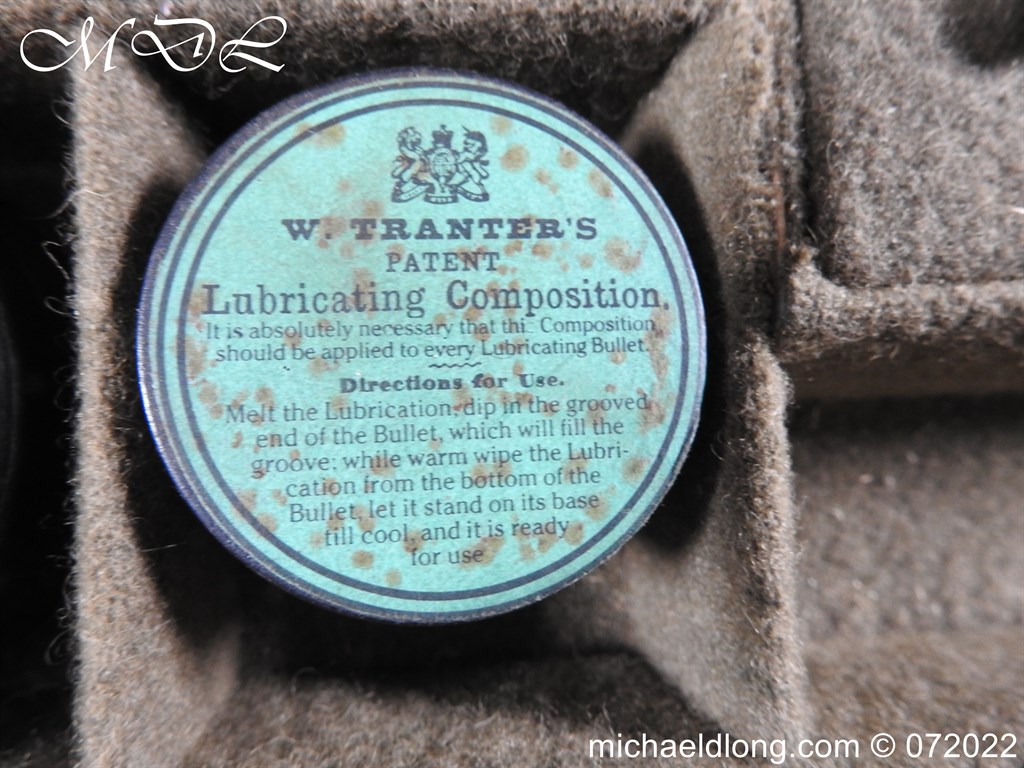 MDL
W. TRANTER'S
PATENT
Lubricating Composition.
It is absolutely necessary that thi Composition
should be applied to every Lubricating Bullet.
Directions for Use.
Melt the Lubrication, dip in the grooved
end of the Bullet, which will fill the
groove; while warm wipe the Lubri-
cation from the bottom of the
Bullet, let it stand on its base
till cool, and it is ready
for use
michaeldlong.com © 072022